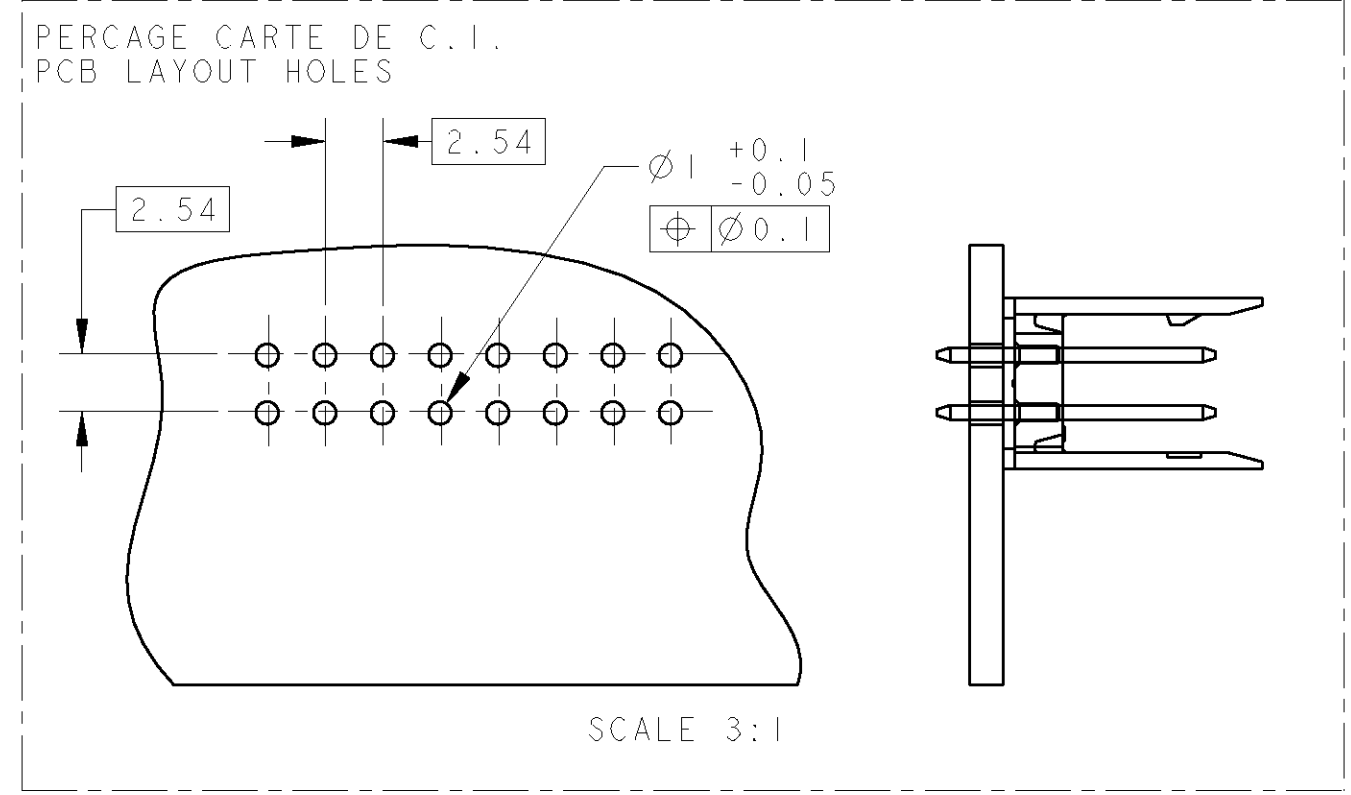 PERCAGE CARTE DE C.I.
PCB LAYOUT HOLES
2.54
2.54
Ø1 +0.1
-0.05
⌖ Ø0.1
SCALE 3:1